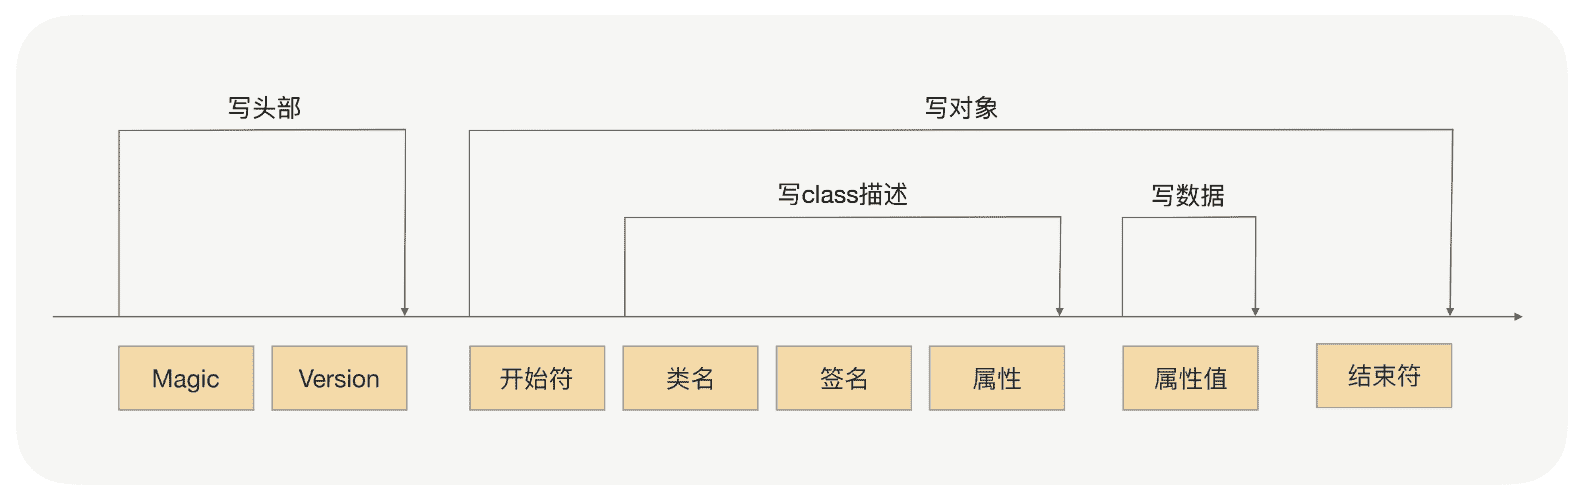 写头部
写对象
写class描述
写数据
Magic
Version
开始符
类名
签名
属性
属性值
结束符